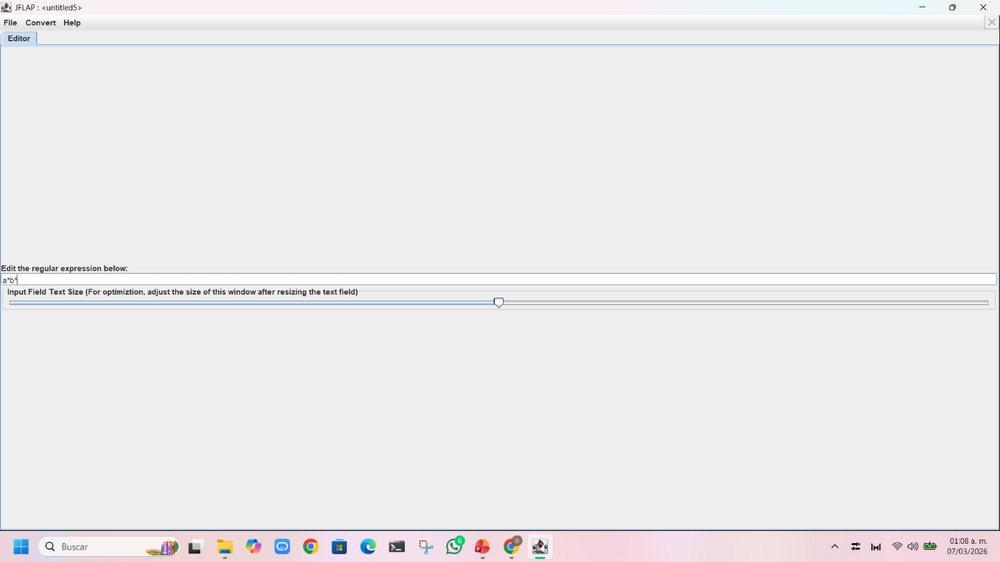 JFLAP : <untitled5>
File Convert Help
Editor
Edit the regular expression below:
a*b*
Input Field Text Size (For optimiztion, adjust the size of this window after resizing the text field)
Buscar
6
P
D
01:08 a. m.
07/03/2026